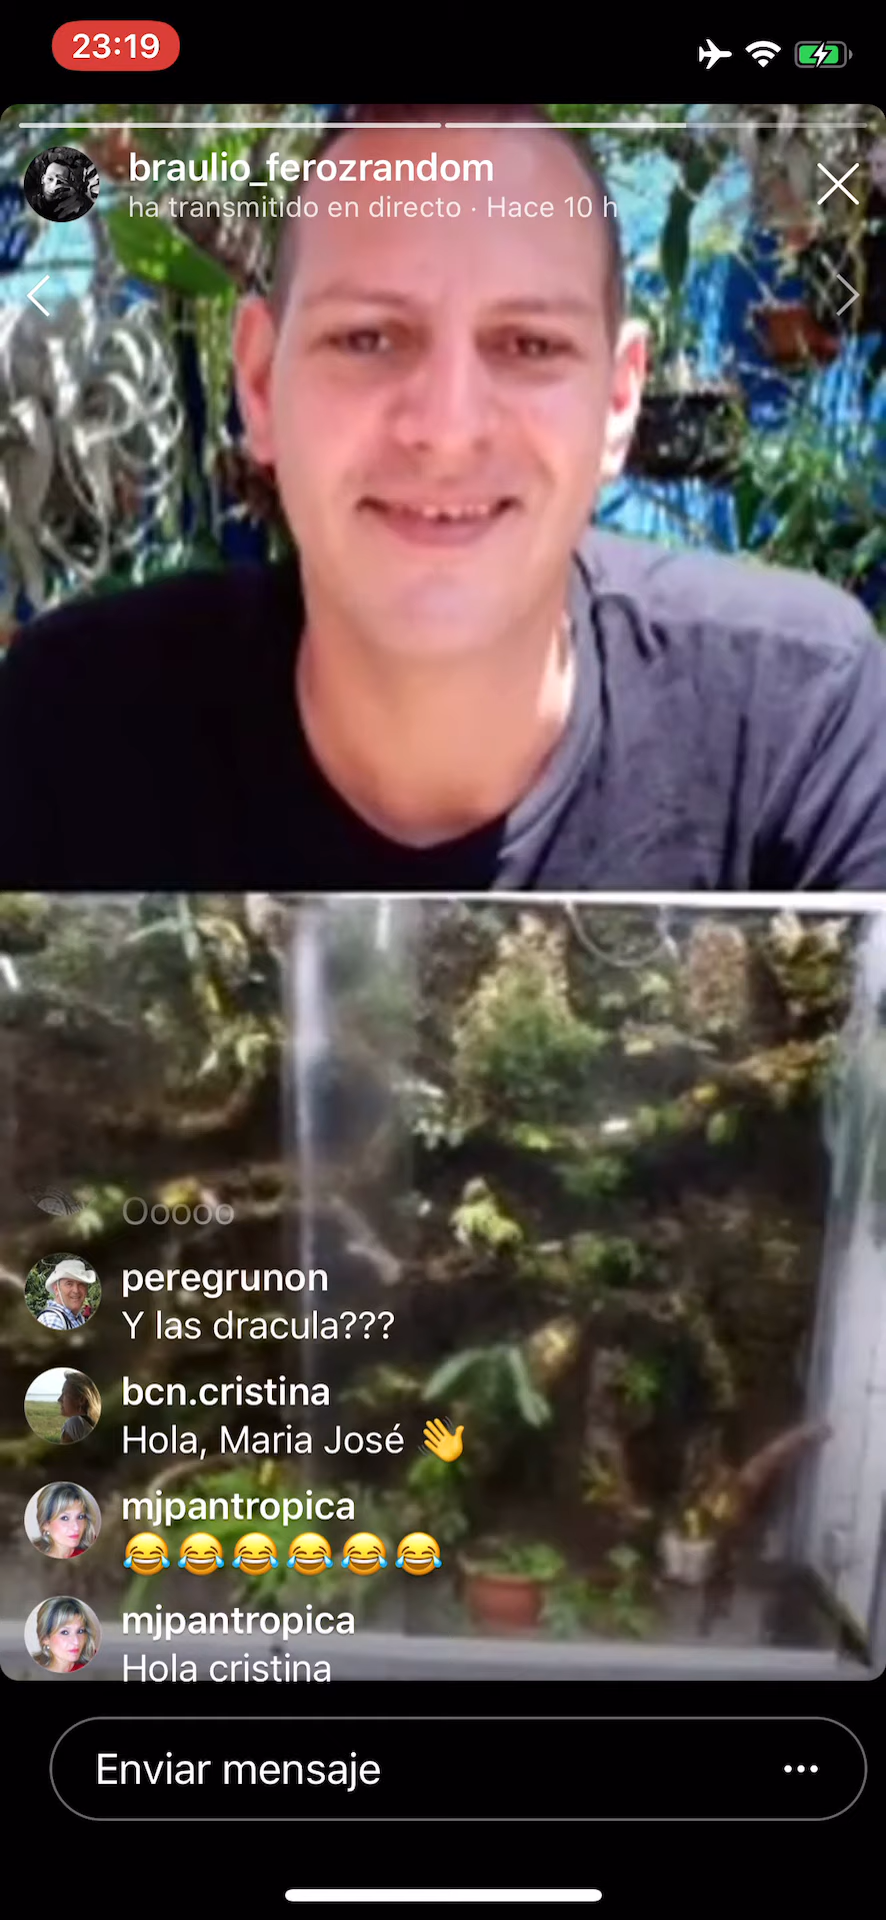 23:19
braulio_ferozrandom
ha transmitido en directo · Hace 10 h
Ooooo
peregrunon
Y las dracula???
bcn.cristina
Hola, Maria José 👋
mjpantropica
😂😂😂😂😂😂
mjpantropica
Hola cristina
Enviar mensaje